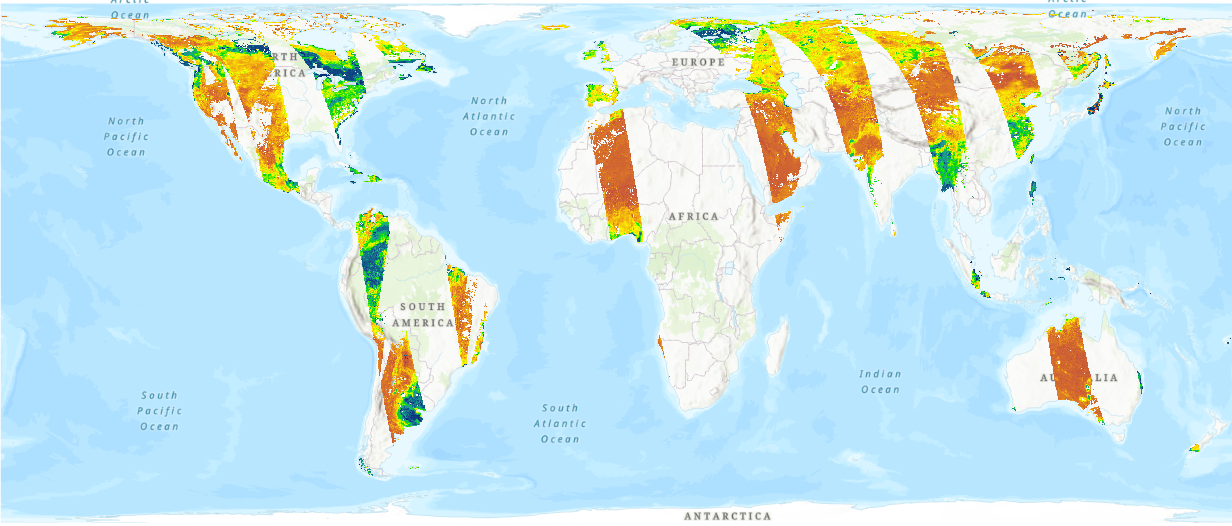 Arctic
Ocean
Arctic
Ocean
RTH
RICA
EUROPE
A
North
Atlantic
Ocean
North
Pacific
Ocean
North
Pacific
Ocean
AFRICA
SOUTH
AMERICA
Indian
Ocean
AU
LIA
South
Pacific
Ocean
South
Atlantic
Ocean
ANTARCTICA